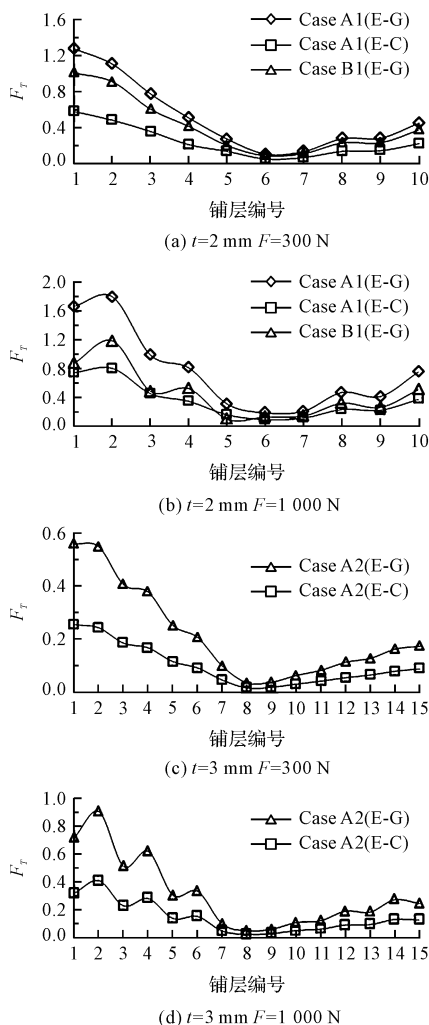 1.6
1.2
0.8
0.4
0.0
F_T
Case A1(E-G)
Case A1(E-C)
Case B1(E-G)
1 2 3 4 5 6 7 8 9 10
铺层编号
(a) t=2 mm F=300 N
2.0
1.6
1.2
0.8
0.4
0.0
F_T
Case A1(E-G)
Case A1(E-C)
Case B1(E-G)
1 2 3 4 5 6 7 8 9 10
铺层编号
(b) t=2 mm F=1 000 N
0.6
0.4
0.2
0.0
F_T
Case A2(E-G)
Case A2(E-C)
1 2 3 4 5 6 7 8 9 10 11 12 13 14 15
铺层编号
(c) t=3 mm F=300 N
1.0
0.8
0.6
0.4
0.2
0.0
F_T
Case A2(E-G)
Case A2(E-C)
1 2 3 4 5 6 7 8 9 10 11 12 13 14 15
铺层编号
(d) t=3 mm F=1 000 N